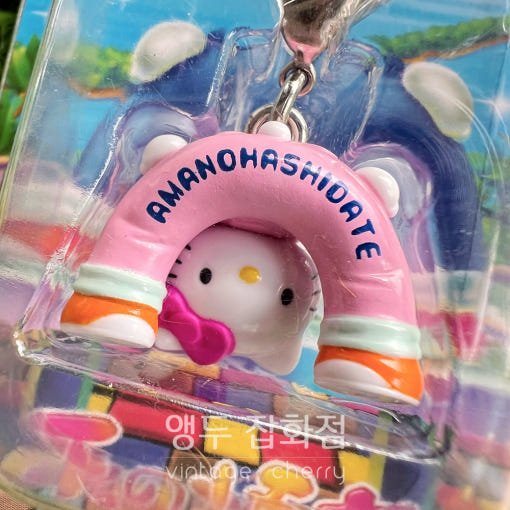 AMANOHASHIDATE
앵두 잡화점
vintage cherry